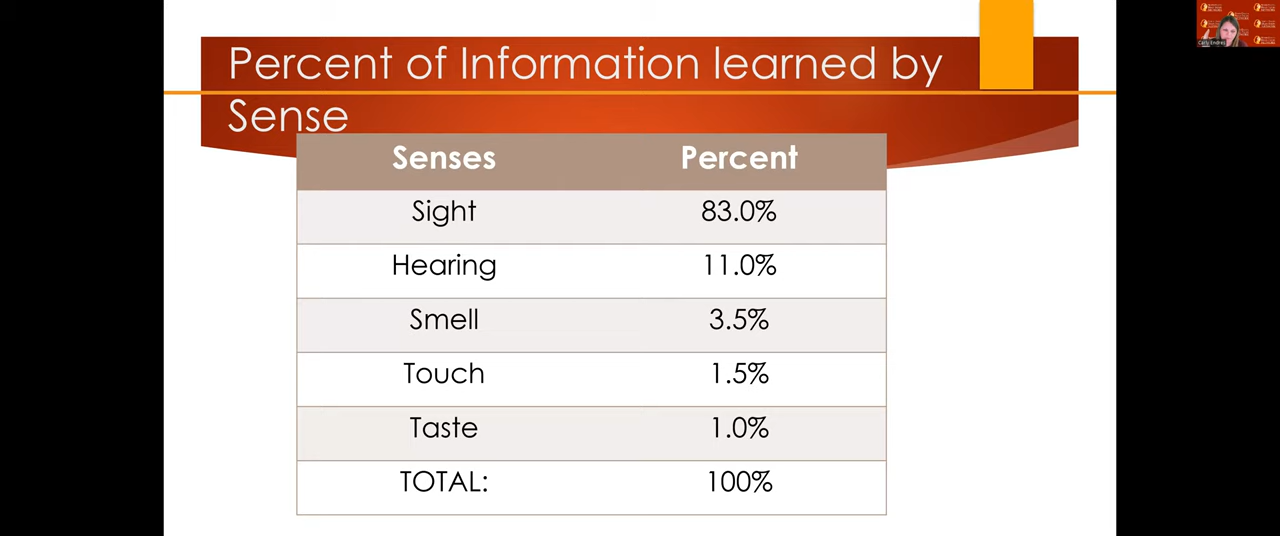 Percent of Information learned by
Sense
Senses Percent
Sight 83.0%
Hearing 11.0%
Smell 3.5%
Touch 1.5%
Taste 1.0%
TOTAL: 100%